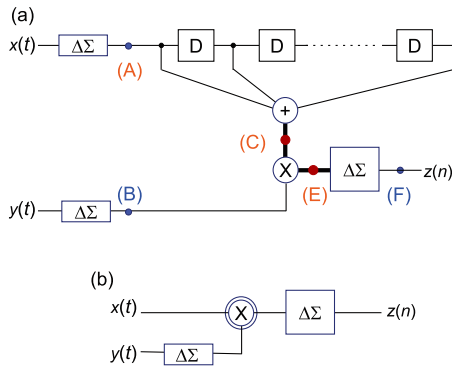 (a)
x(t) ΔΣ D D D
(A)
+
(C)
X ΔΣ z(n)
(B) (E) (F)
y(t) ΔΣ
(b)
x(t) X ΔΣ z(n)
y(t) ΔΣ